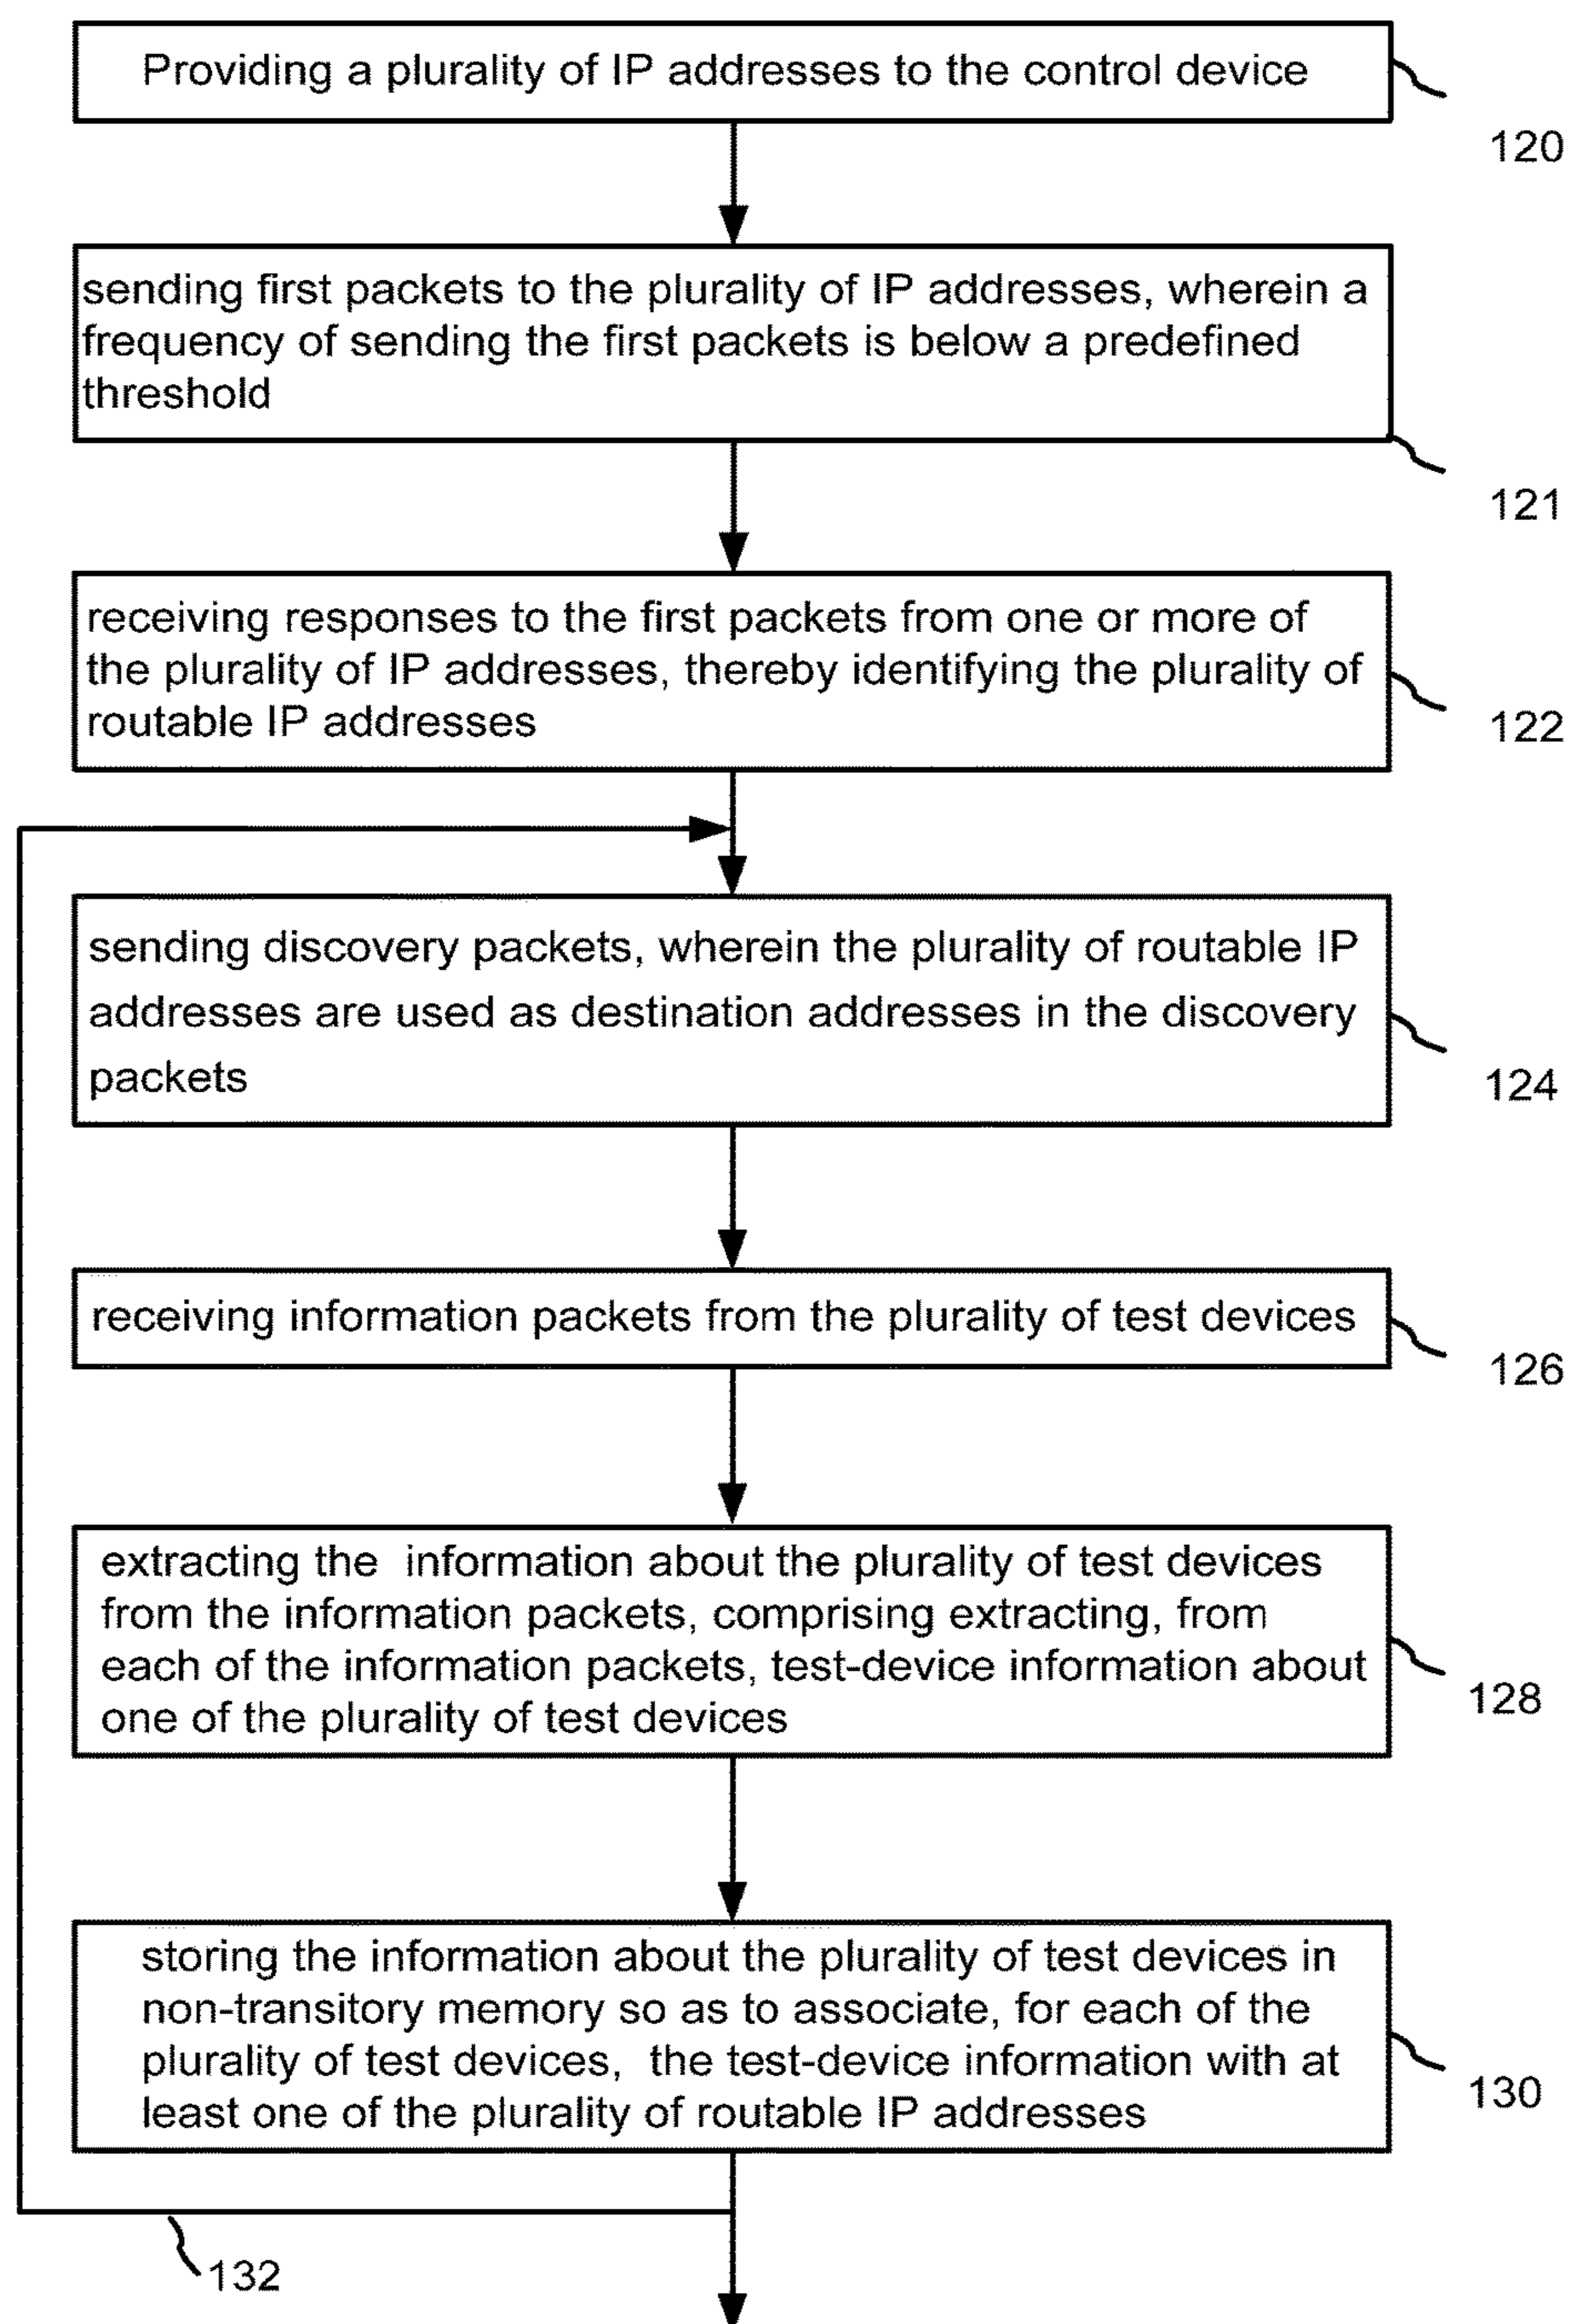 Providing a plurality of IP addresses to the control device
120
sending first packets to the plurality of IP addresses, wherein a
frequency of sending the first packets is below a predefined
threshold
121
receiving responses to the first packets from one or more of
the plurality of IP addresses, thereby identifying the plurality of
routable IP addresses
122
sending discovery packets, wherein the plurality of routable IP
addresses are used as destination addresses in the discovery
packets
124
receiving information packets from the plurality of test devices
126
extracting the information about the plurality of test devices
from the information packets, comprising extracting, from
each of the information packets, test-device information about
one of the plurality of test devices
128
storing the information about the plurality of test devices in
non-transitory memory so as to associate, for each of the
plurality of test devices, the test-device information with at
least one of the plurality of routable IP addresses
130
132